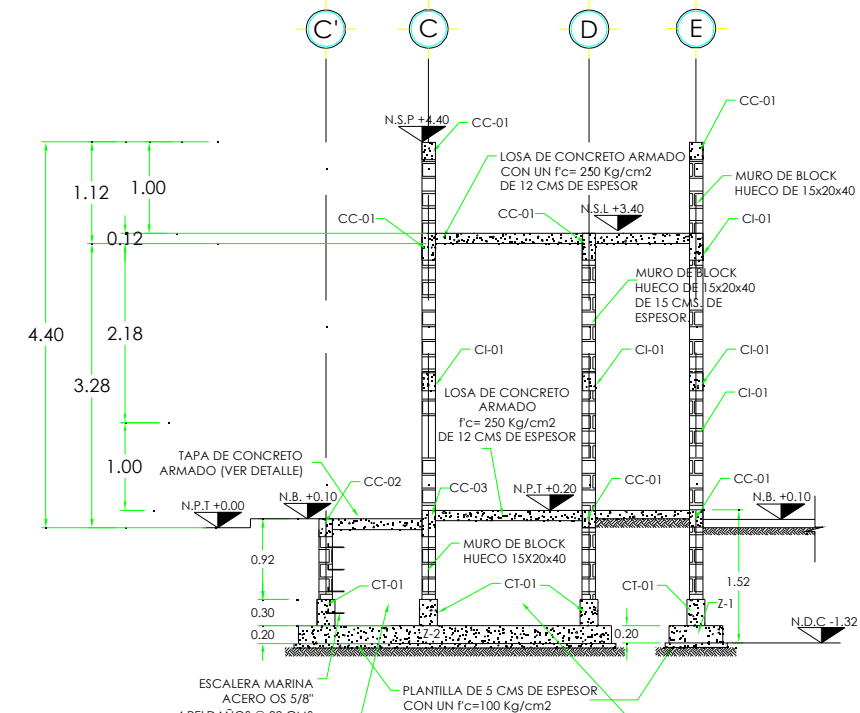 C'
C
D
E
CC-01
N.S.P +4.40
CC-01
LOSA DE CONCRETO ARMADO
CON UN f'c= 250 Kg/cm2
DE 12 CMS DE ESPESOR
MURO DE BLOCK
HUECO DE 15x20x40
1.12
1.00
CC-01
CC-01
N.S.L +3.40
CI-01
0.12
MURO DE BLOCK
HUECO DE 15x20x40
DE 15 CMS. DE
ESPESOR.
4.40
2.18
3.28
CI-01
CI-01
CI-01
CI-01
LOSA DE CONCRETO
ARMADO
f'c= 250 Kg/cm2
DE 12 CMS DE ESPESOR
1.00
TAPA DE CONCRETO
ARMADO (VER DETALLE)
CC-02
CC-03
N.P.T +0.20
CC-01
CC-01
N.P.T +0.00
N.B. +0.10
N.B. +0.10
0.92
MURO DE BLOCK
HUECO 15X20x40
CT-01
CT-01
CT-01
1.52
0.30
0.20
Z-2
0.20
Z-1
N.D.C -1.32
ESCALERA MARINA
ACERO OS 5/8"
PLANTILLA DE 5 CMS DE ESPESOR
CON UN f'c=100 Kg/cm2